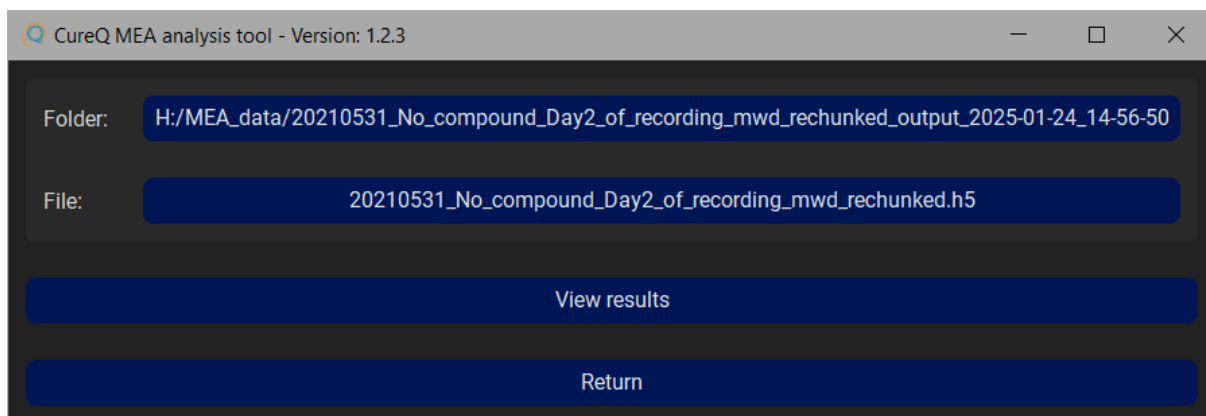 CureQ MEA analysis tool - Version: 1.2.3
Folder: H:/MEA_data/20210531_No_compound_Day2_of_recording_mwd_rechunked_output_2025-01-24_14-56-50
File: 20210531_No_compound_Day2_of_recording_mwd_rechunked.h5
View results
Return